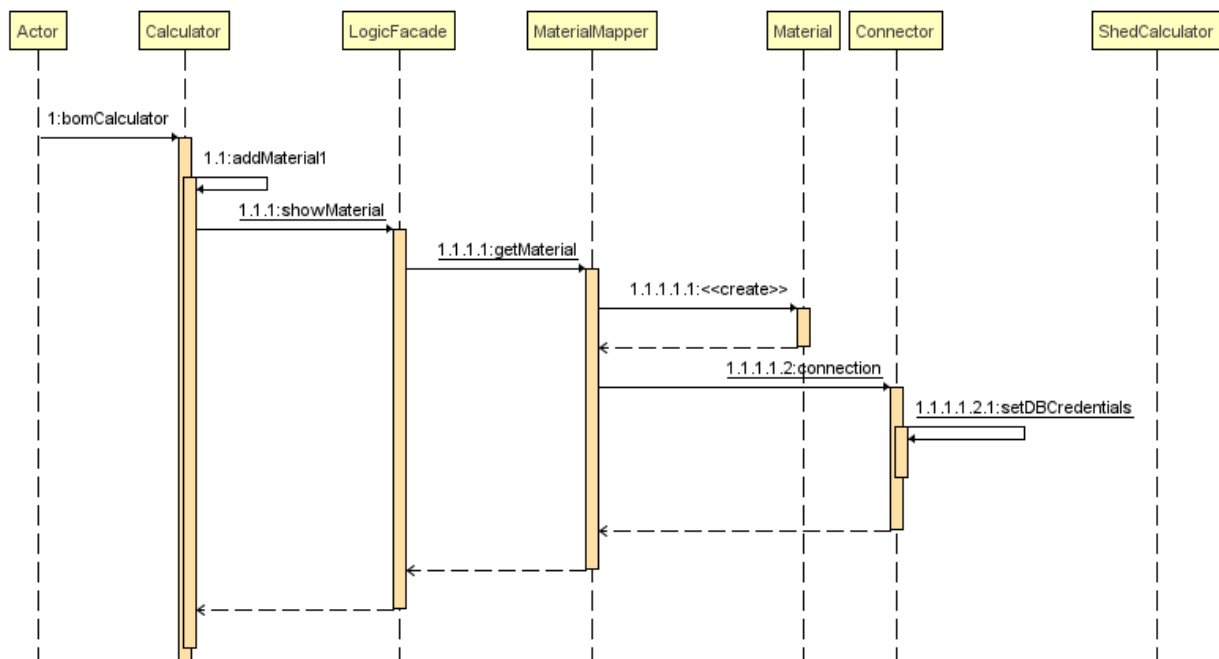 Actor
Calculator
LogicFacade
MaterialMapper
Material
Connector
ShedCalculator
1:bomCalculator
1.1:addMaterial1
1.1.1:showMaterial
1.1.1.1:getMaterial
1.1.1.1.1:<<create>>
1.1.1.1.2:connection
1.1.1.1.2.1:setDBCredentials